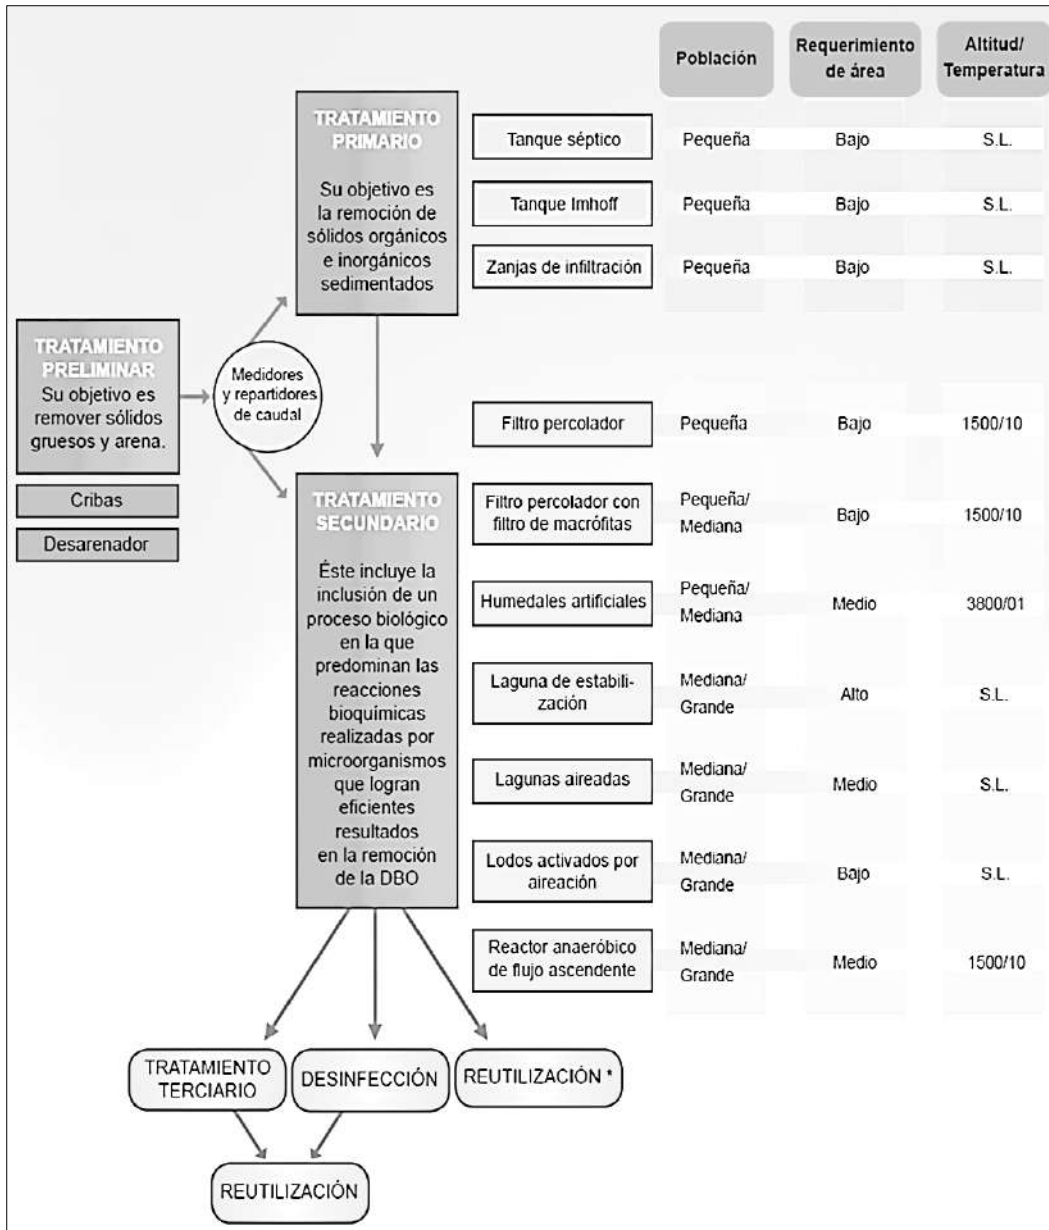 Población
Requerimiento
de área
Altitud/
Temperatura
TRATAMIENTO
PRIMARIO
Su objetivo es
la remoción de
sólidos orgánicos
e inorgánicos
sedimentados
Tanque séptico
Pequeña
Bajo
S.L.
Tanque Imhoff
Pequeña
Bajo
S.L.
Zanjas de infiltración
Pequeña
Bajo
S.L.
TRATAMIENTO
PRELIMINAR
Su objetivo es
remover sólidos
gruesos y arena.
Cribas
Desarenador
Medidores
y repartidores
de caudal
TRATAMIENTO
SECUNDARIO
Éste incluye la
inclusión de un
proceso biológico
en la que
predominan las
reacciones
bioquímicas
realizadas por
microorganismos
que logran
eficientes
resultados
en la remoción
de la DBO
Filtro percolador
Pequeña
Bajo
1500/10
Filtro percolador con
filtro de macrófitas
Pequeña/
Mediana
Bajo
1500/10
Humedales artificiales
Pequeña/
Mediana
Medio
3800/01
Laguna de estabili-
zación
Mediana/
Grande
Alto
S.L.
Lagunas aireadas
Mediana/
Grande
Medio
S.L.
Lodos activados por
aireación
Mediana/
Grande
Bajo
S.L.
Reactor anaeróbico
de flujo ascendente
Mediana/
Grande
Medio
1500/10
TRATAMIENTO
TERCIARIO
DESINFECCIÓN
REUTILIZACIÓN *
REUTILIZACIÓN